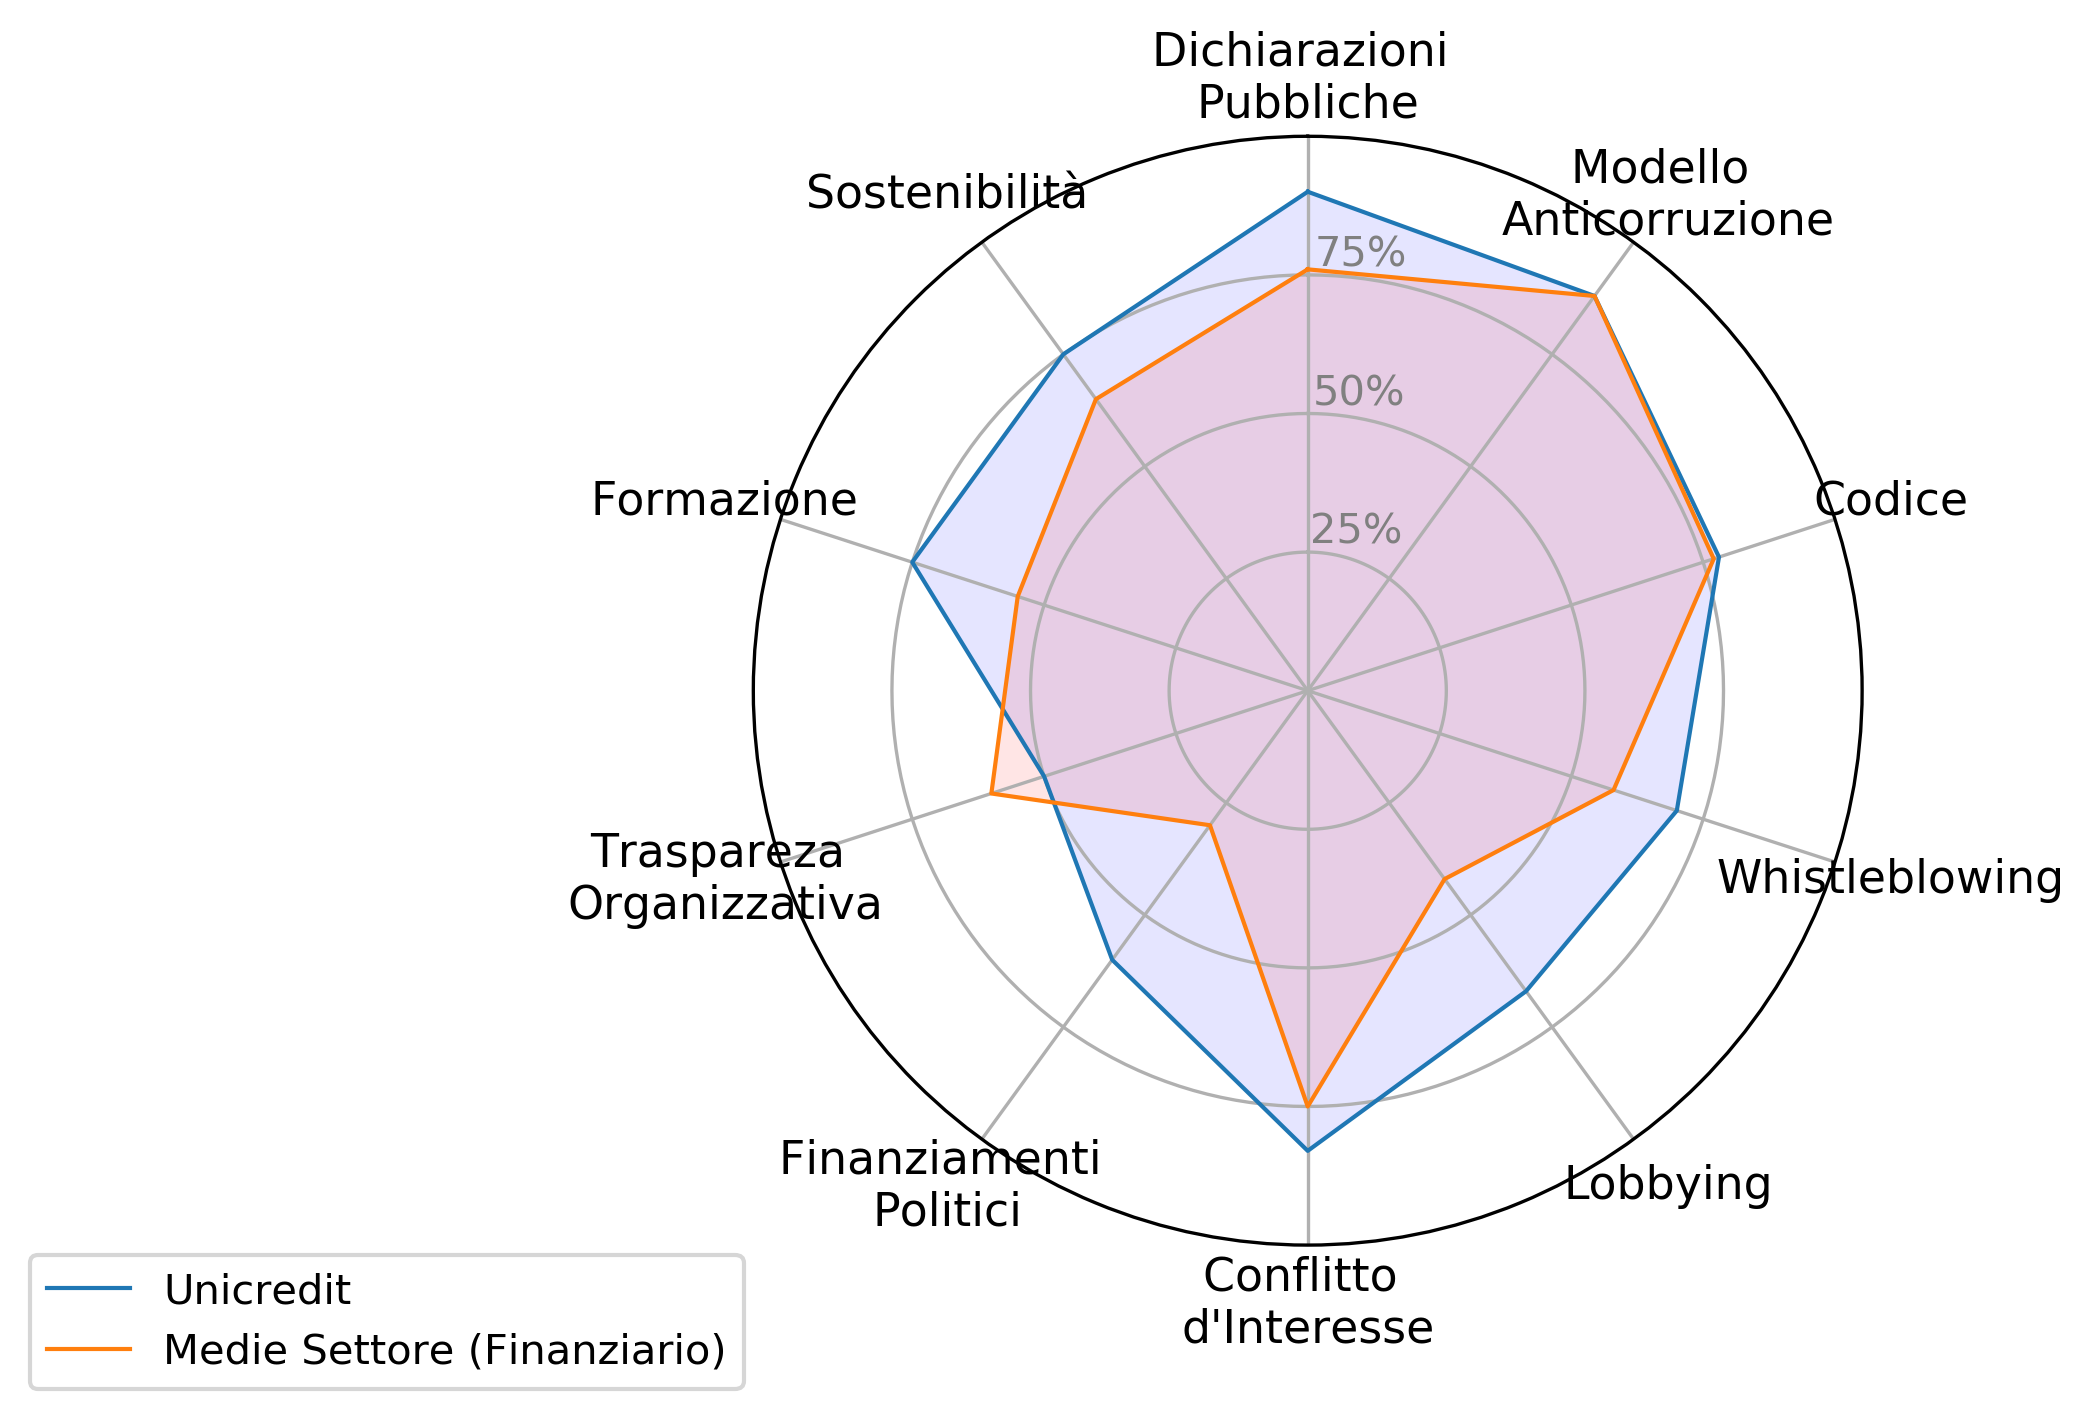 Dichiarazioni
Pubbliche
Modello
Anticorruzione
Sostenibilità
75%
50%
25%
Formazione
Codice
Traspareza
Organizzativa
Whistleblowing
Finanziamenti
Politici
Lobbying
Conflitto
d'Interesse
Unicredit
Medie Settore (Finanziario)